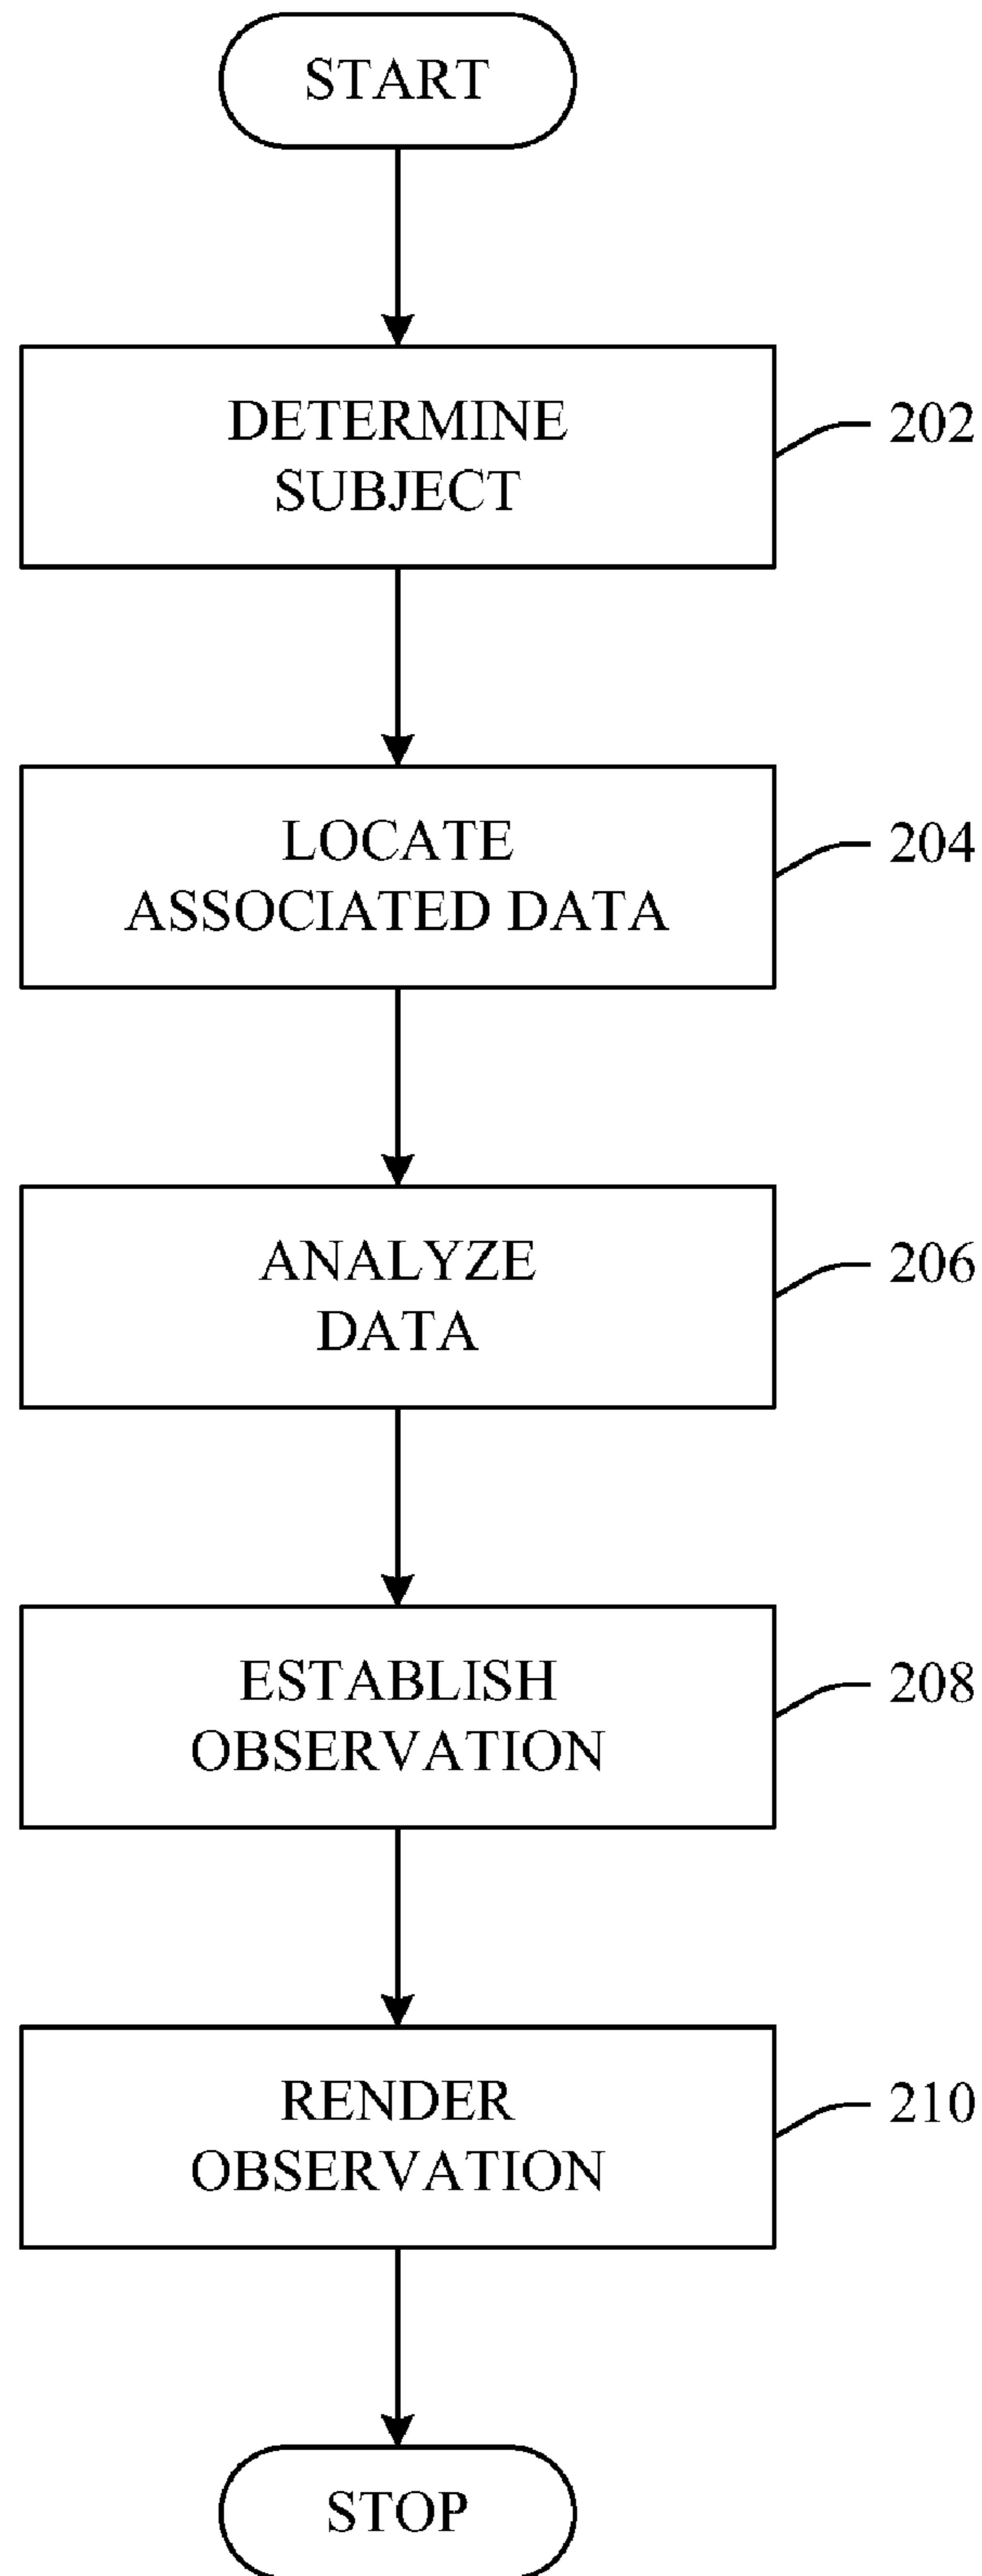 START
DETERMINE
SUBJECT
202
LOCATE
ASSOCIATED DATA
204
ANALYZE
DATA
206
ESTABLISH
OBSERVATION
208
RENDER
OBSERVATION
210
STOP